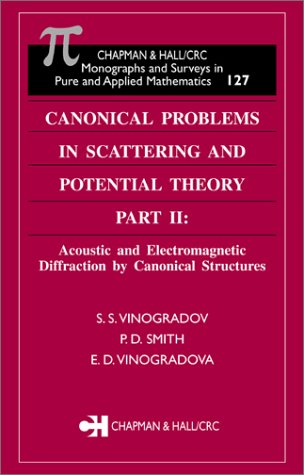 π
CHAPMAN & HALL/CRC
Monographs and Surveys in
Pure and Applied Mathematics 127
CANONICAL PROBLEMS
IN SCATTERING AND
POTENTIAL THEORY
PART II:
Acoustic and Electromagnetic
Diffraction by Canonical Structures
S. S. VINOGRADOV
P. D. SMITH
E. D. VINOGRADOVA
CH CHAPMAN & HALL/CRC